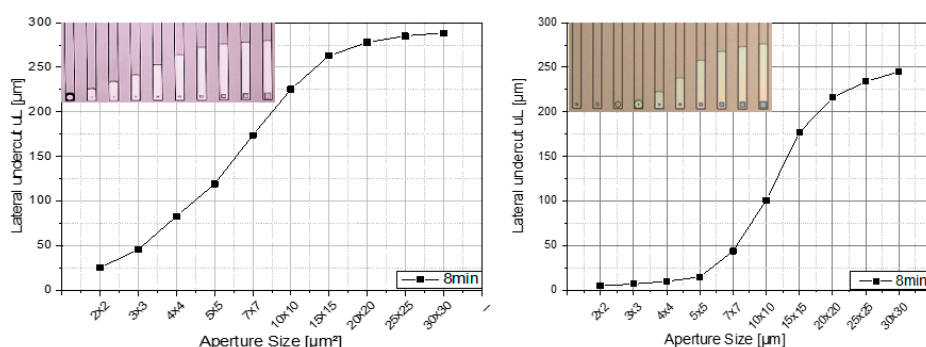 300
250
200
150
100
50
0
Lateral undercut uL [µm]
8min
2x2
3x3
4x4
5x5
7x7
10x10
15x15
20x20
25x25
30x30
--
Aperture Size [µm²]
300
250
200
150
100
50
0
Lateral undercut uL [µm]
8min
2x2
3x3
4x4
5x5
7x7
10x10
15x15
20x20
25x25
30x30
Aperture Size [µm]